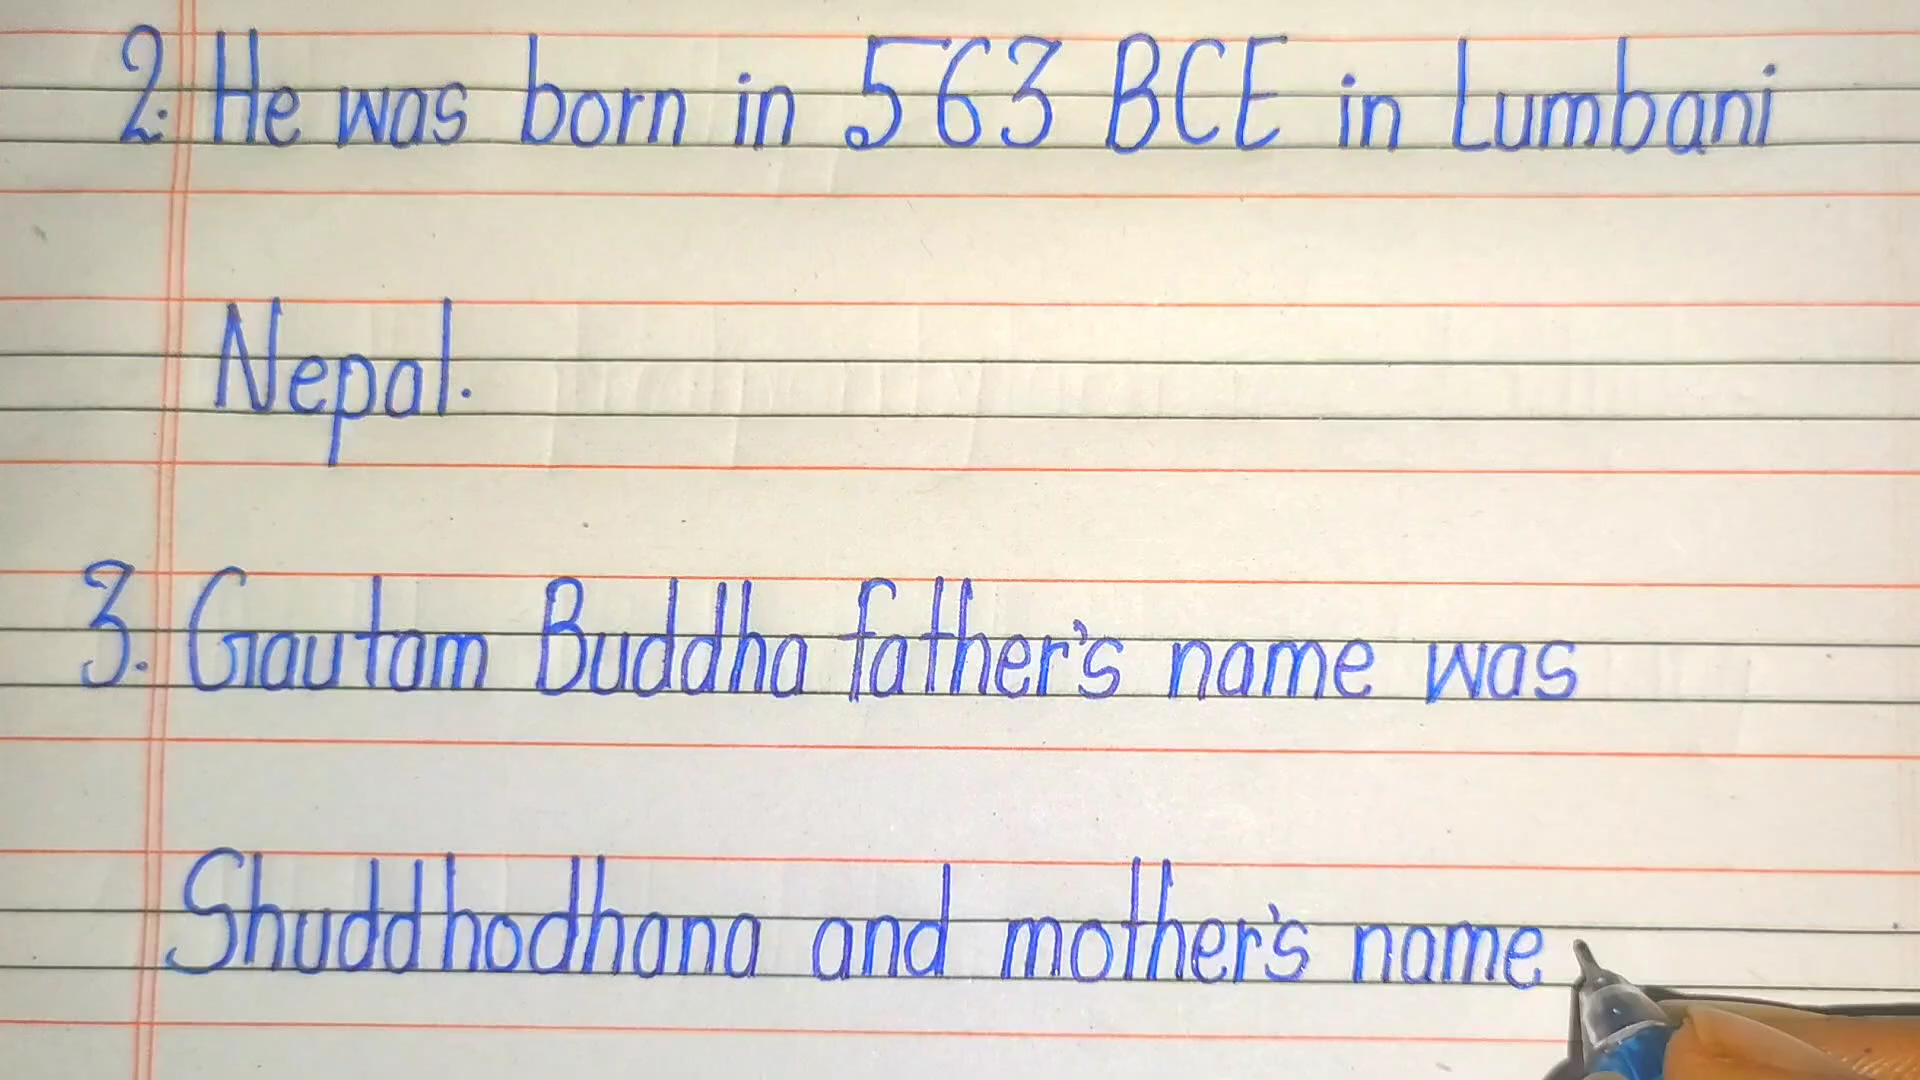 2. He was born in 563 BCE in Lumbani
Nepal.
3. Gautam Buddha father's name was
Shuddhodhana and mother's name